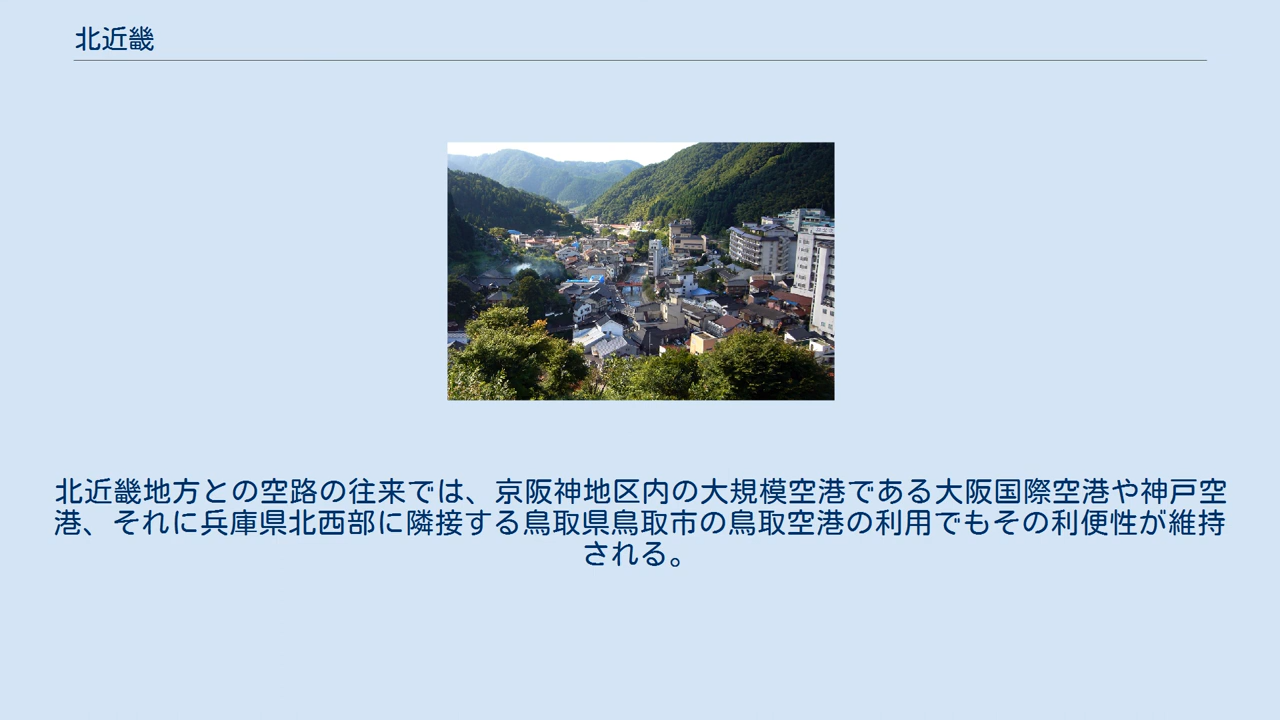 北近畿
北近畿地方との空路の往来では、京阪神地区内の大規模空港である大阪国際空港や神戸空
港、それに兵庫県北西部に隣接する鳥取県鳥取市の鳥取空港の利用でもその利便性が維持
される。